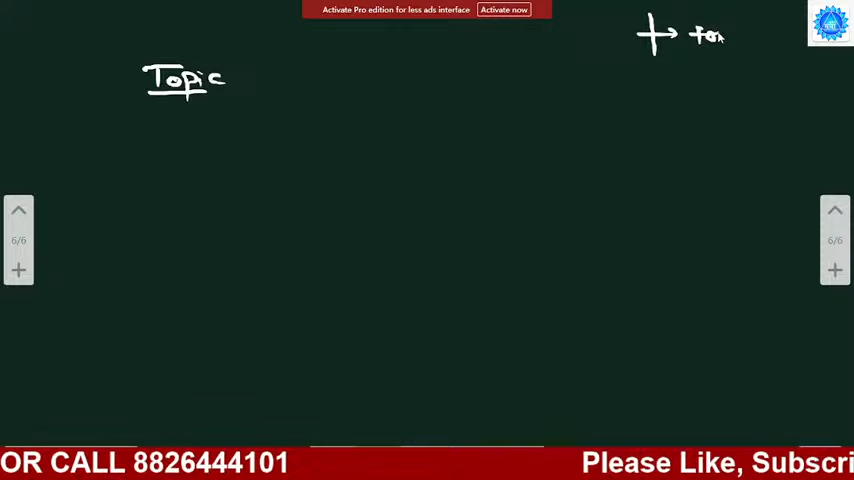 Activate Pro edition for less ads interface Activate now
Topic
6/6
6/6
OR CALL 8826444101
Please Like, Subscri